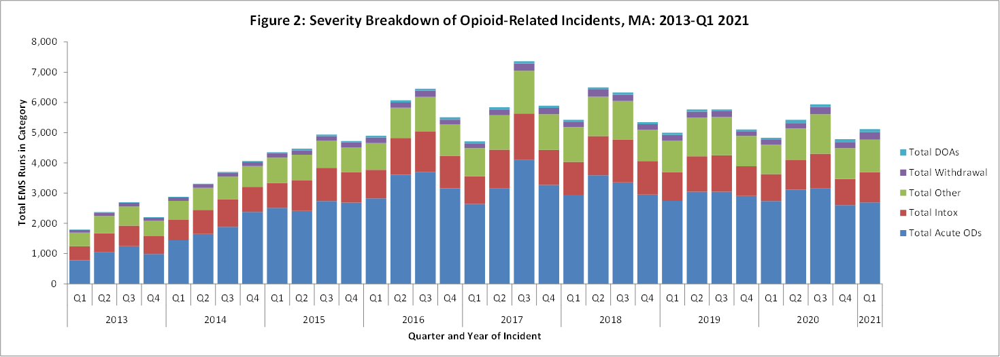 Figure 2: Severity Breakdown of Opioid-Related Incidents, MA: 2013-Q1 2021
Total EMS Runs in Category
8,000
7,000
6,000
5,000
4,000
3,000
2,000
1,000
0
Total DOAs
Total Withdrawal
Total Other
Total Intox
Total Acute ODs
Q1 Q2 Q3 Q4 Q1 Q2 Q3 Q4 Q1 Q2 Q3 Q4 Q1 Q2 Q3 Q4 Q1 Q2 Q3 Q4 Q1 Q2 Q3 Q4 Q1 Q2 Q3 Q4 Q1 Q2 Q3 Q4 Q1
2013 2014 2015 2016 2017 2018 2019 2020 2021
Quarter and Year of Incident